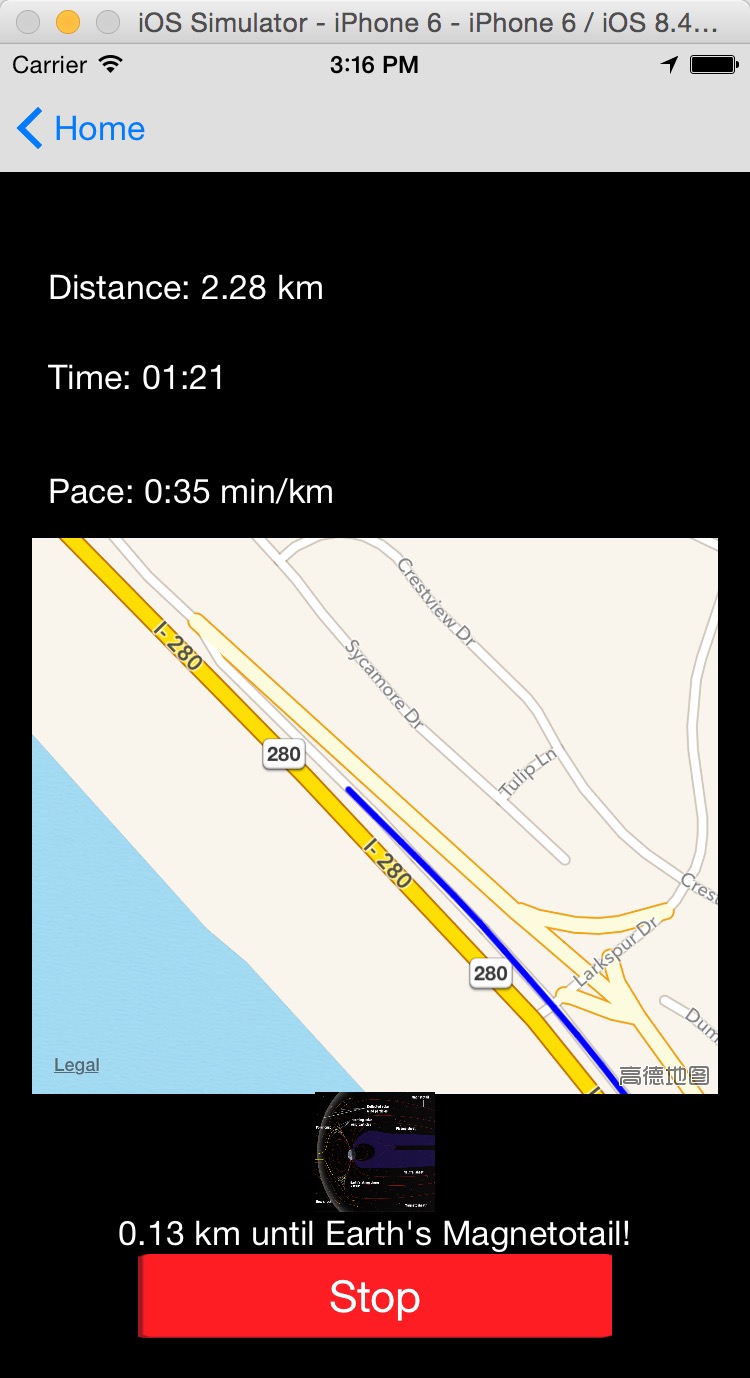 iOS Simulator - iPhone 6 - iPhone 6 / iOS 8.4...
Carrier 3:16 PM
Home
Distance: 2.28 km
Time: 01:21
Pace: 0:35 min/km
Crestview Dr
I- 280
Sycamore Dr
280
Tulip Ln
I- 280
Cres
Larkspur Dr
280
Dum
Legal
高德地图
0.13 km until Earth's Magnetotail!
Stop